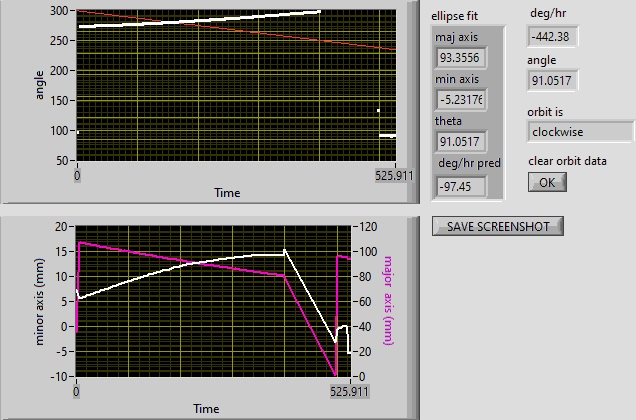 300
250
200
150
100
50
angle
0
525.911
Time
ellipse fit
maj axis
93.3556
min axis
-5.23176
theta
91.0517
deg/hr pred
-97.45
deg/hr
-442.38
angle
91.0517
orbit is
clockwise
clear orbit data
OK
SAVE SCREENSHOT
20
15
10
5
0
-5
-10
minor axis (mm)
120
100
80
60
40
20
0
major axis (mm)
0
525.911
Time